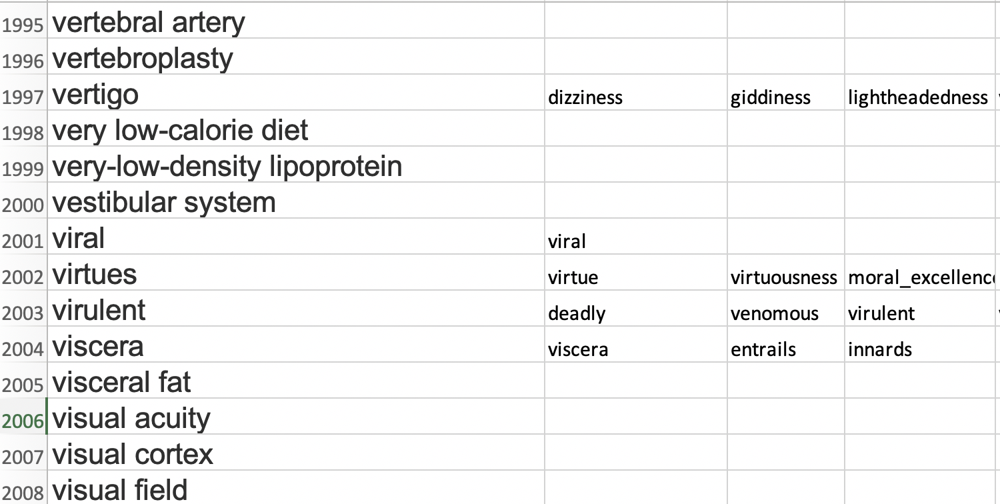 1995 vertebral artery
1996 vertebroplasty
1997 vertigo dizziness giddiness lightheadedness
1998 very low-calorie diet
1999 very-low-density lipoprotein
2000 vestibular system
2001 viral viral
2002 virtues virtue virtuousness moral_excellenc
2003 virulent deadly venomous virulent
2004 viscera viscera entrails innards
2005 visceral fat
2006 visual acuity
2007 visual cortex
2008 visual field